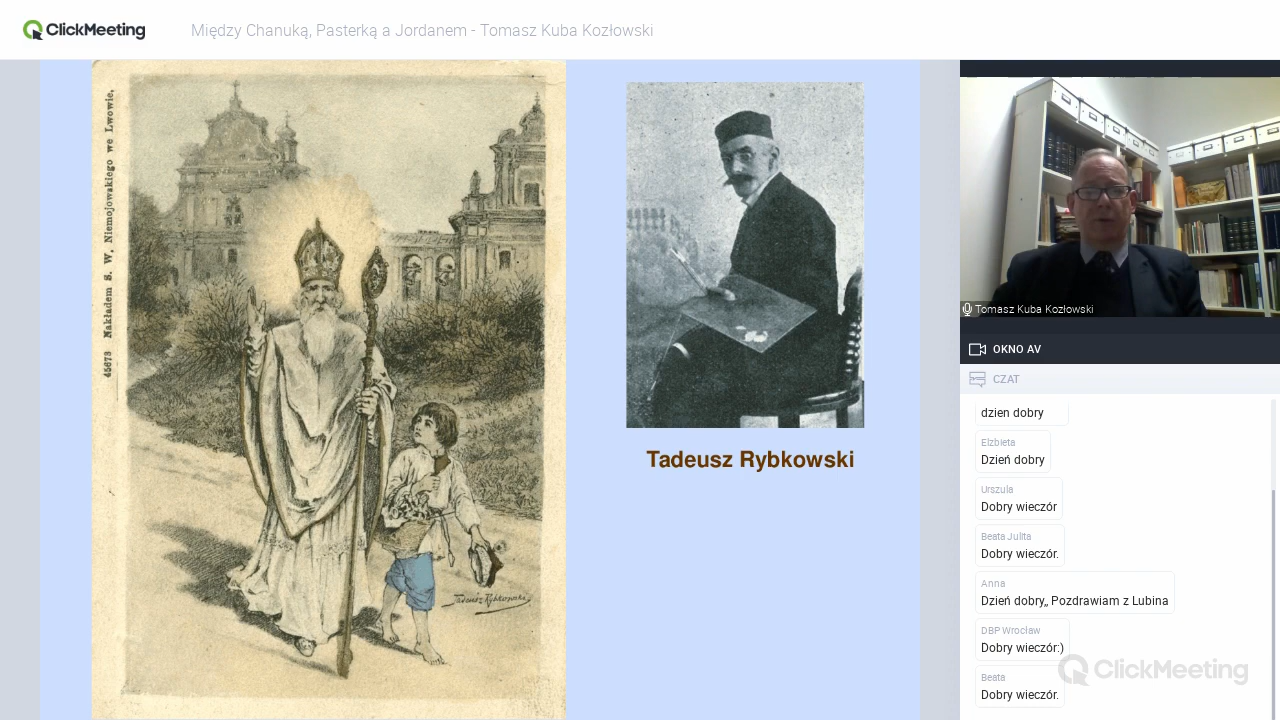 ClickMeeting
Między Chanuką, Pasterką a Jordanem - Tomasz Kuba Kozłowski
45673 Nakładem S. W. Niemojowskiego we Lwowie.
Tadeusz Rybkowski
Tadeusz Rybkowski
Tomasz Kuba Kozłowski
OKNO AV
CZAT
dzien dobry
Elzbieta
Dzień dobry
Urszula
Dobry wieczór
Beata Julita
Dobry wieczór.
Anna
Dzień dobry,, Pozdrawiam z Lubina
DBP Wrocław
Dobry wieczór:)
Beata
Dobry wieczór.
ClickMeeting